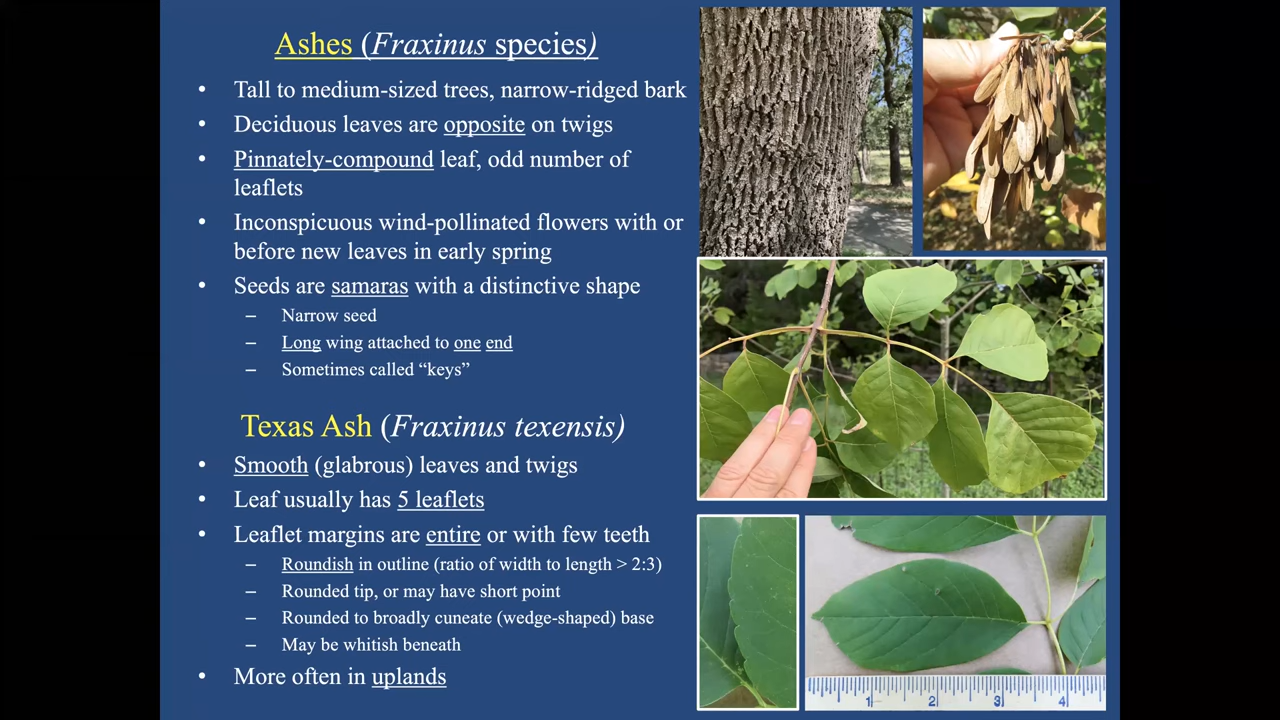 Ashes (Fraxinus species)
• Tall to medium-sized trees, narrow-ridged bark
• Deciduous leaves are opposite on twigs
• Pinnately-compound leaf, odd number of
leaflets
• Inconspicuous wind-pollinated flowers with or
before new leaves in early spring
• Seeds are samaras with a distinctive shape
– Narrow seed
– Long wing attached to one end
– Sometimes called “keys”
Texas Ash (Fraxinus texensis)
• Smooth (glabrous) leaves and twigs
• Leaf usually has 5 leaflets
• Leaflet margins are entire or with few teeth
– Roundish in outline (ratio of width to length > 2:3)
– Rounded tip, or may have short point
– Rounded to broadly cuneate (wedge-shaped) base
– May be whitish beneath
• More often in uplands
1 2 3 4